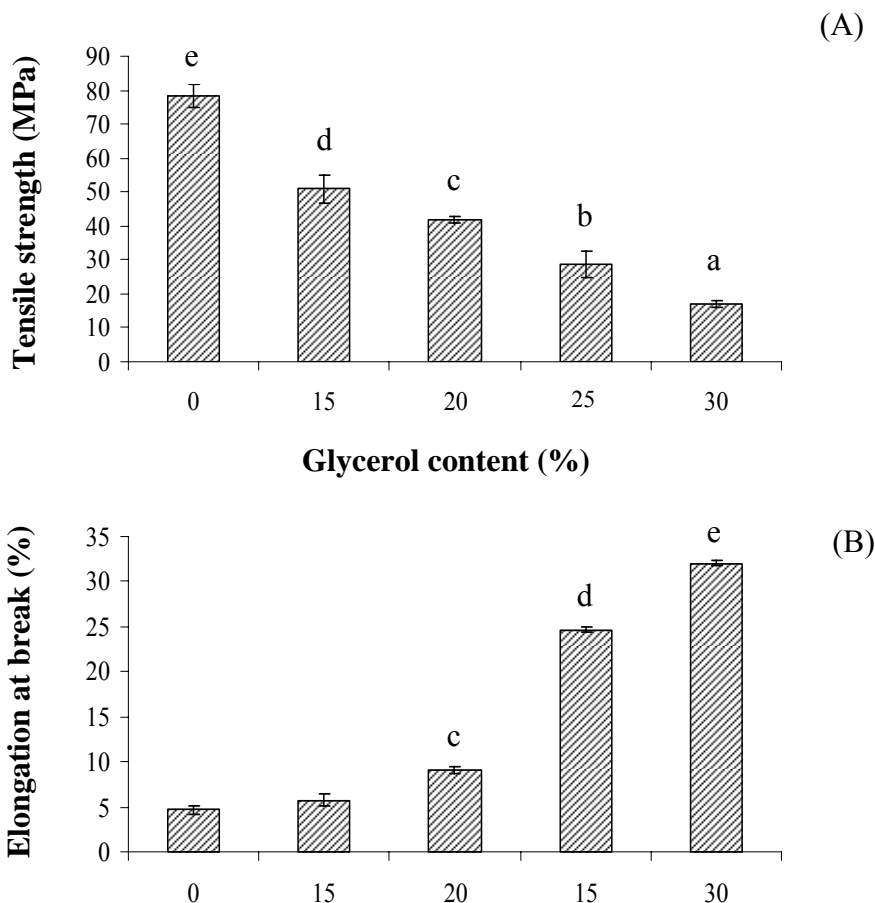 (A)
Tensile strength (MPa)
90
80
70
60
50
40
30
20
10
0
e
d
c
b
a
0 15 20 25 30
Glycerol content (%)
(B)
Elongation at break (%)
35
30
25
20
15
10
5
0
c
d
e
0 15 20 15 30